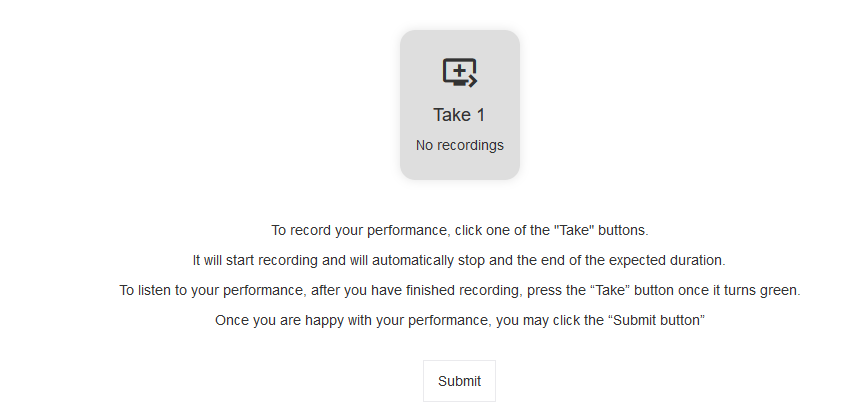 Take 1
No recordings
To record your performance, click one of the "Take" buttons.
It will start recording and will automatically stop and the end of the expected duration.
To listen to your performance, after you have finished recording, press the “Take” button once it turns green.
Once you are happy with your performance, you may click the “Submit button”
Submit